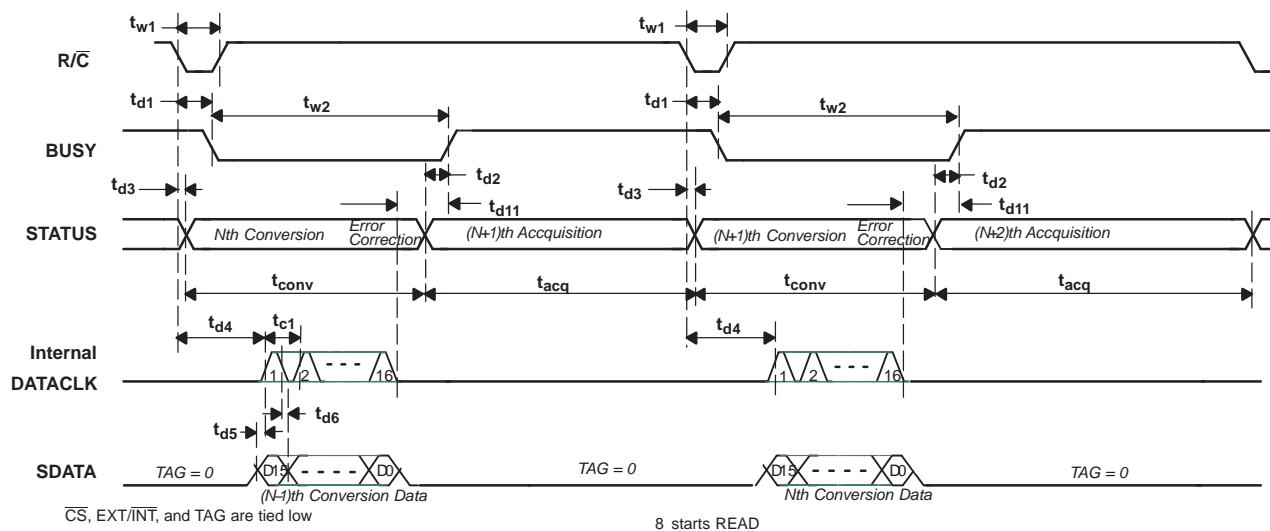 tw1 tw1
R/C̅
td1 tw2 td1 tw2
BUSY
td3 td2 td3 td2
td11 td11
STATUS Nth Conversion Error Correction (N+1)th Accquisition (N+1)th Conversion Error Correction (N+2)th Acquisition
tconv tacq tconv tacq
td4 tc1 td4
Internal
DATACLK 1 2 - - - 16 1 2 - - - 16
td5 td6
SDATA TAG = 0 D15 - - - - D0 TAG = 0 D15 - - - - D0 TAG = 0
(N-1)th Conversion Data Nth Conversion Data
C̅S̅, EXT/I̅N̅T̅, and TAG are tied low
8 starts READ